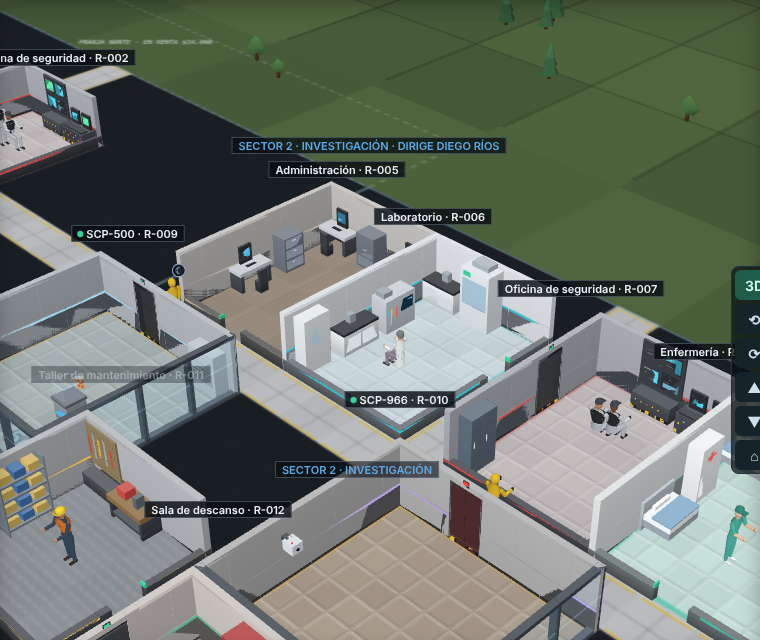 na de seguridad · R-002
SECTOR 2 · INVESTIGACIÓN · DIRIGE DIEGO RÍOS
Administración · R-005
Laboratorio · R-006
SCP-500 · R-009
Oficina de seguridad · R-007
3D
Enfermería · R
Taller de mantenimiento · R-011
SCP-966 · R-010
SECTOR 2 · INVESTIGACIÓN
Sala de descanso · R-012